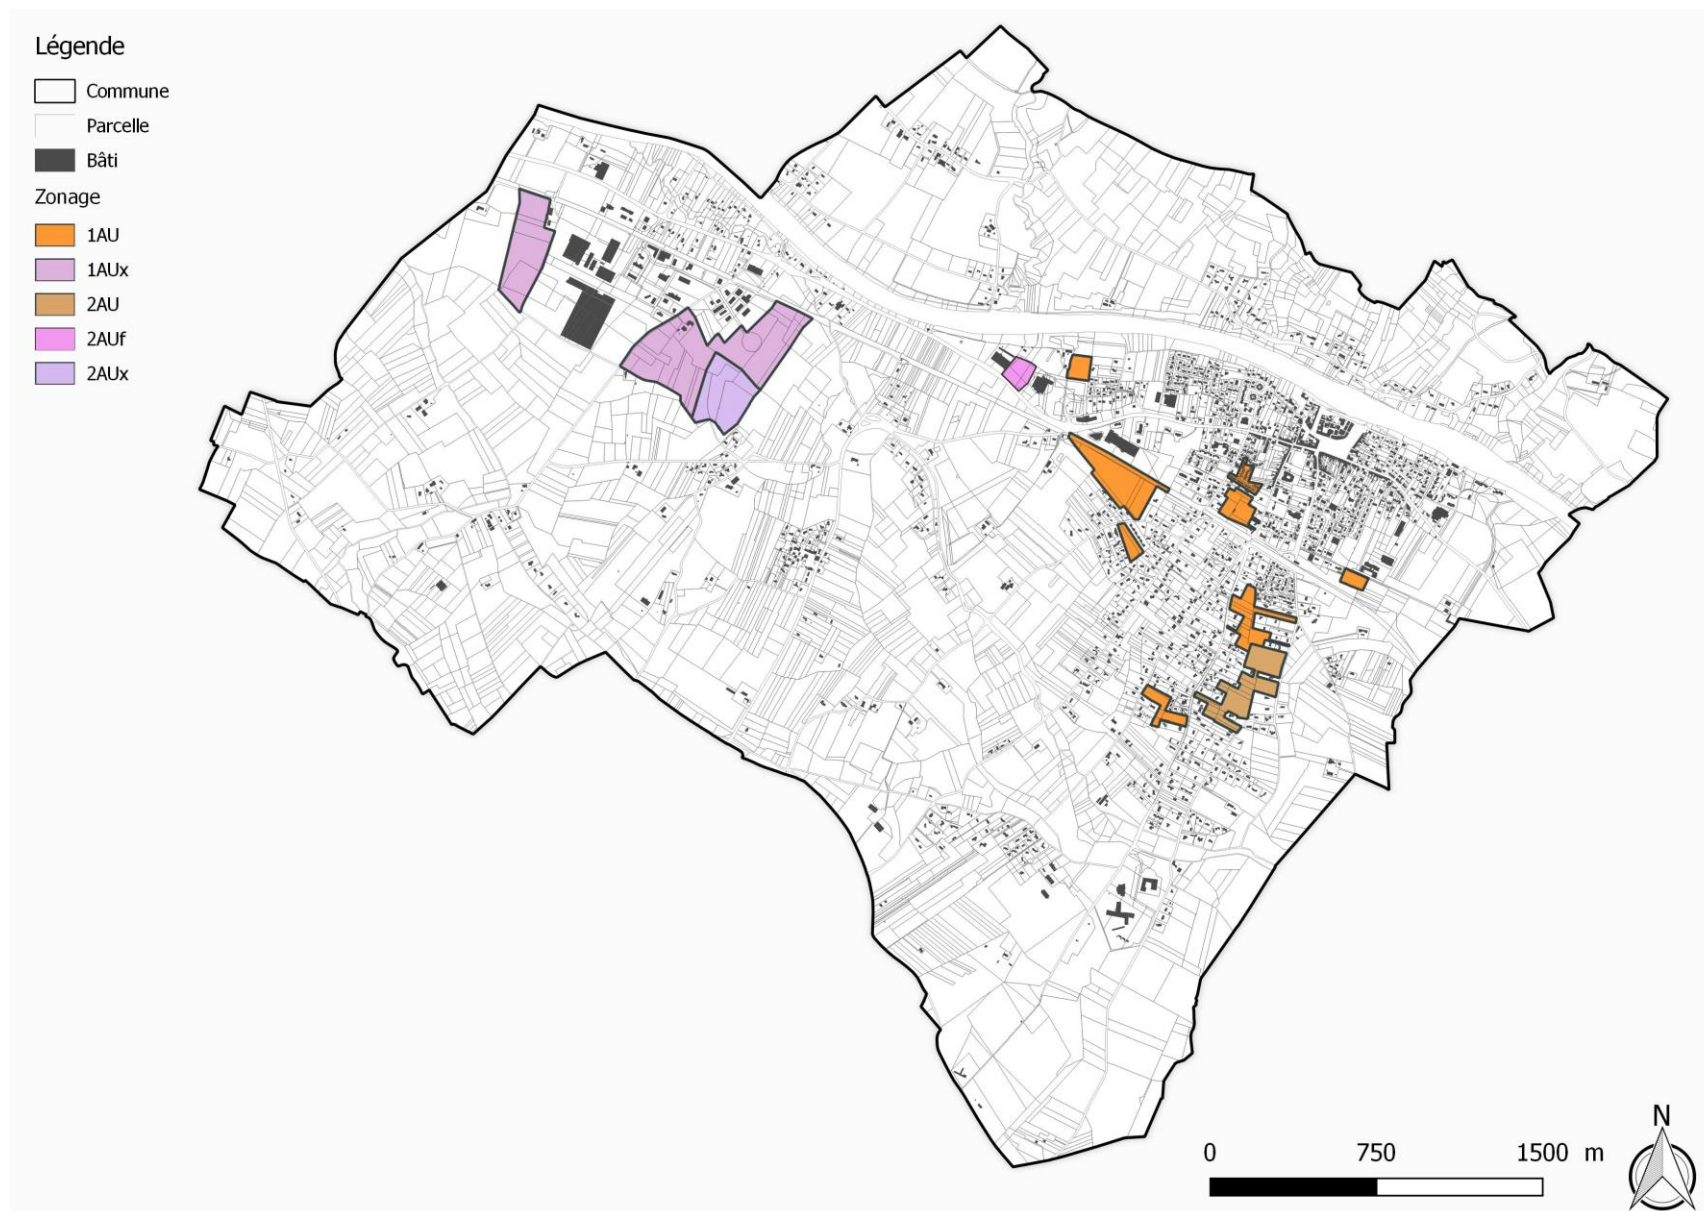 Légende
Commune
Parcelle
Bâti
Zonage
1AU
1AUx
2AU
2AUf
2AUx
N
0 750 1500 m